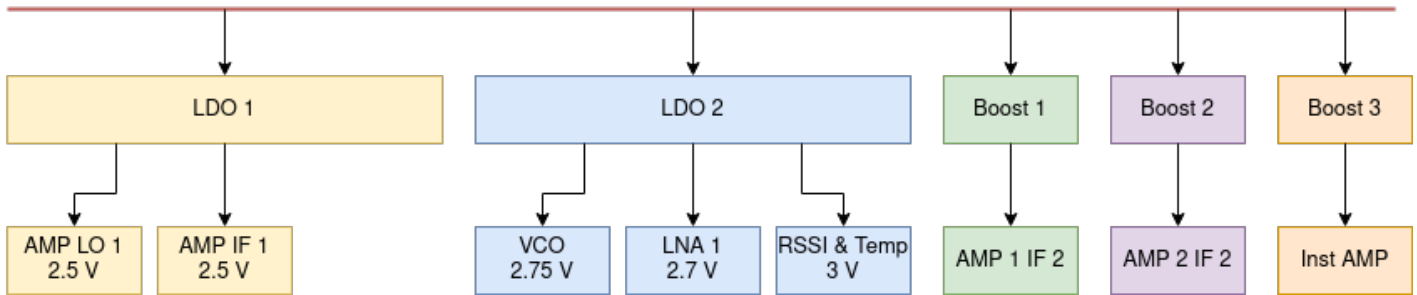 LDO 1
LDO 2
Boost 1
Boost 2
Boost 3
AMP LO 1
2.5 V
AMP IF 1
2.5 V
VCO
2.75 V
LNA 1
2.7 V
RSSI & Temp
3 V
AMP 1 IF 2
AMP 2 IF 2
Inst AMP